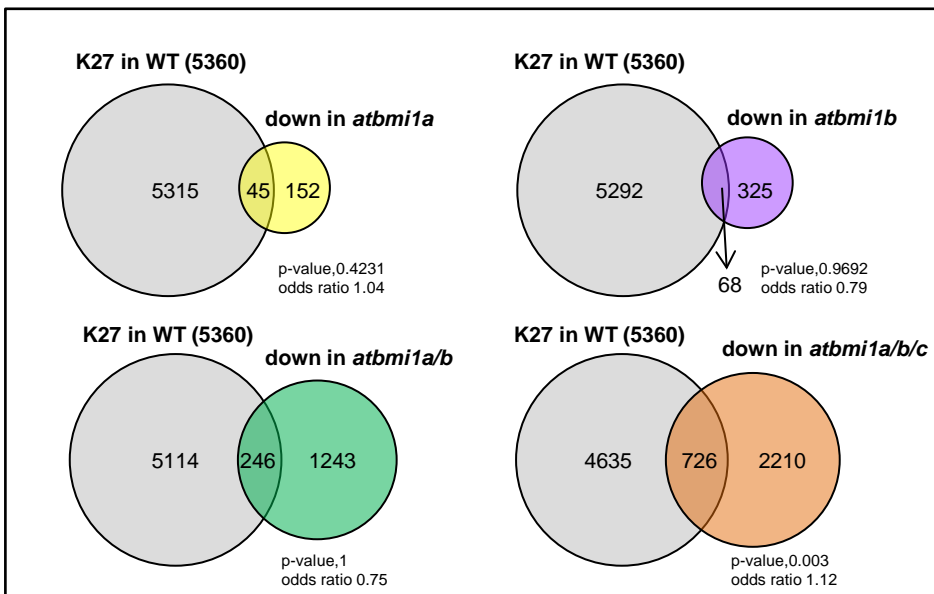 K27 in WT (5360)
down in atbmi1a
5315
45
152
p-value,0.4231
odds ratio 1.04
K27 in WT (5360)
down in atbmi1b
5292
325
68
p-value,0.9692
odds ratio 0.79
K27 in WT (5360)
down in atbmi1a/b
5114
246
1243
p-value,1
odds ratio 0.75
K27 in WT (5360)
down in atbmi1a/b/c
4635
726
2210
p-value,0.003
odds ratio 1.12